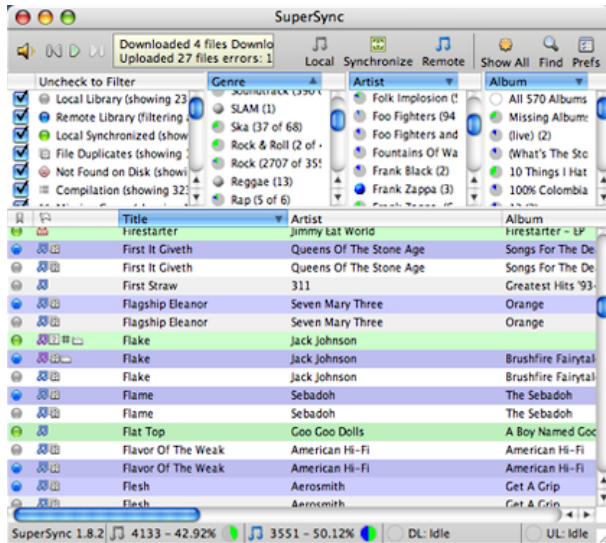 SuperSync
Downloaded 4 files Downlo
Uploaded 27 files errors: 1
Local Synchronize Remote Show All Find Prefs
Uncheck to Filter Genre Artist Album
Local Library (showing 23
Remote Library (filtering
Local Synchronized (show
File Duplicates (showing
Not Found on Disk (showi
Compilation (showing 323
Soundtrack (390
SLAM (1)
Ska (37 of 68)
Rock & Roll (2 of
Rock (2707 of 35
Reggae (13)
Rap (5 of 6)
Folk Implosion (
Foo Fighters (94
Foo Fighters and
Fountains Of Wa
Frank Black (2)
Frank Zappa (3)
All 570 Albums
Missing Album
(live) (2)
(What's The Sto
10 Things I Hat
100% Colombia
Title Artist Album
Firestarter Jimmy Eat World Firestarter - EP
First It Giveth Queens Of The Stone Age Songs For The De
First It Giveth Queens Of The Stone Age Songs For The De
First Straw 311 Greatest Hits '93-
Flagship Eleanor Seven Mary Three Orange
Flagship Eleanor Seven Mary Three Orange
Flake Jack Johnson
Flake Jack Johnson Brushfire Fairytal
Flake Jack Johnson Brushfire Fairytal
Flame Sebadoh The Sebadoh
Flame Sebadoh The Sebadoh
Flat Top Goo Goo Dolls A Boy Named Goo
Flavor Of The Weak American Hi-Fi American Hi-Fi
Flavor Of The Weak American Hi-Fi American Hi-Fi
Flesh Aerosmith Get A Grip
Flesh Aerosmith Get A Grip
SuperSync 1.8.2 4133 - 42.92% 3551 - 50.12% DL: Idle UL: Idle